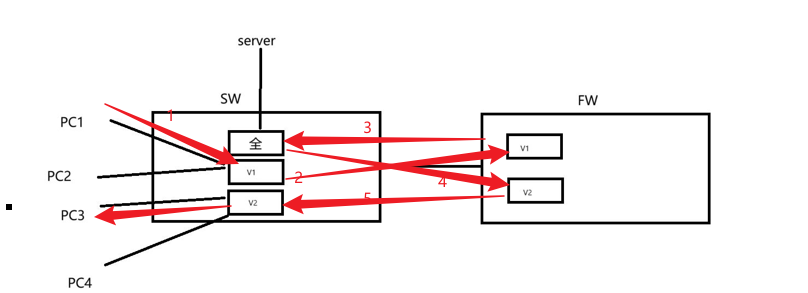 server
SW
FW
PC1
1
3
全
V1
PC2
V1
2
4
V2
PC3
V2
5
PC4